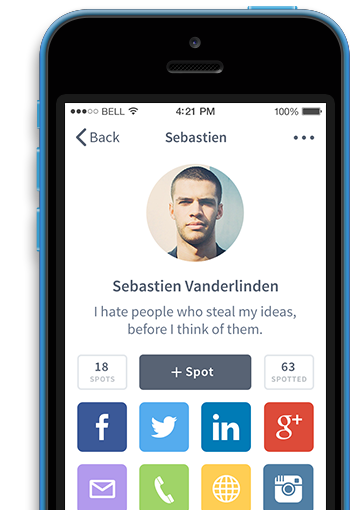 BELL 4:21 PM 100%
Back Sebastien
Sebastien Vanderlinden
I hate people who steal my ideas,
before I think of them.
18 + Spot 63
SPOTS SPOTTED
f in g+